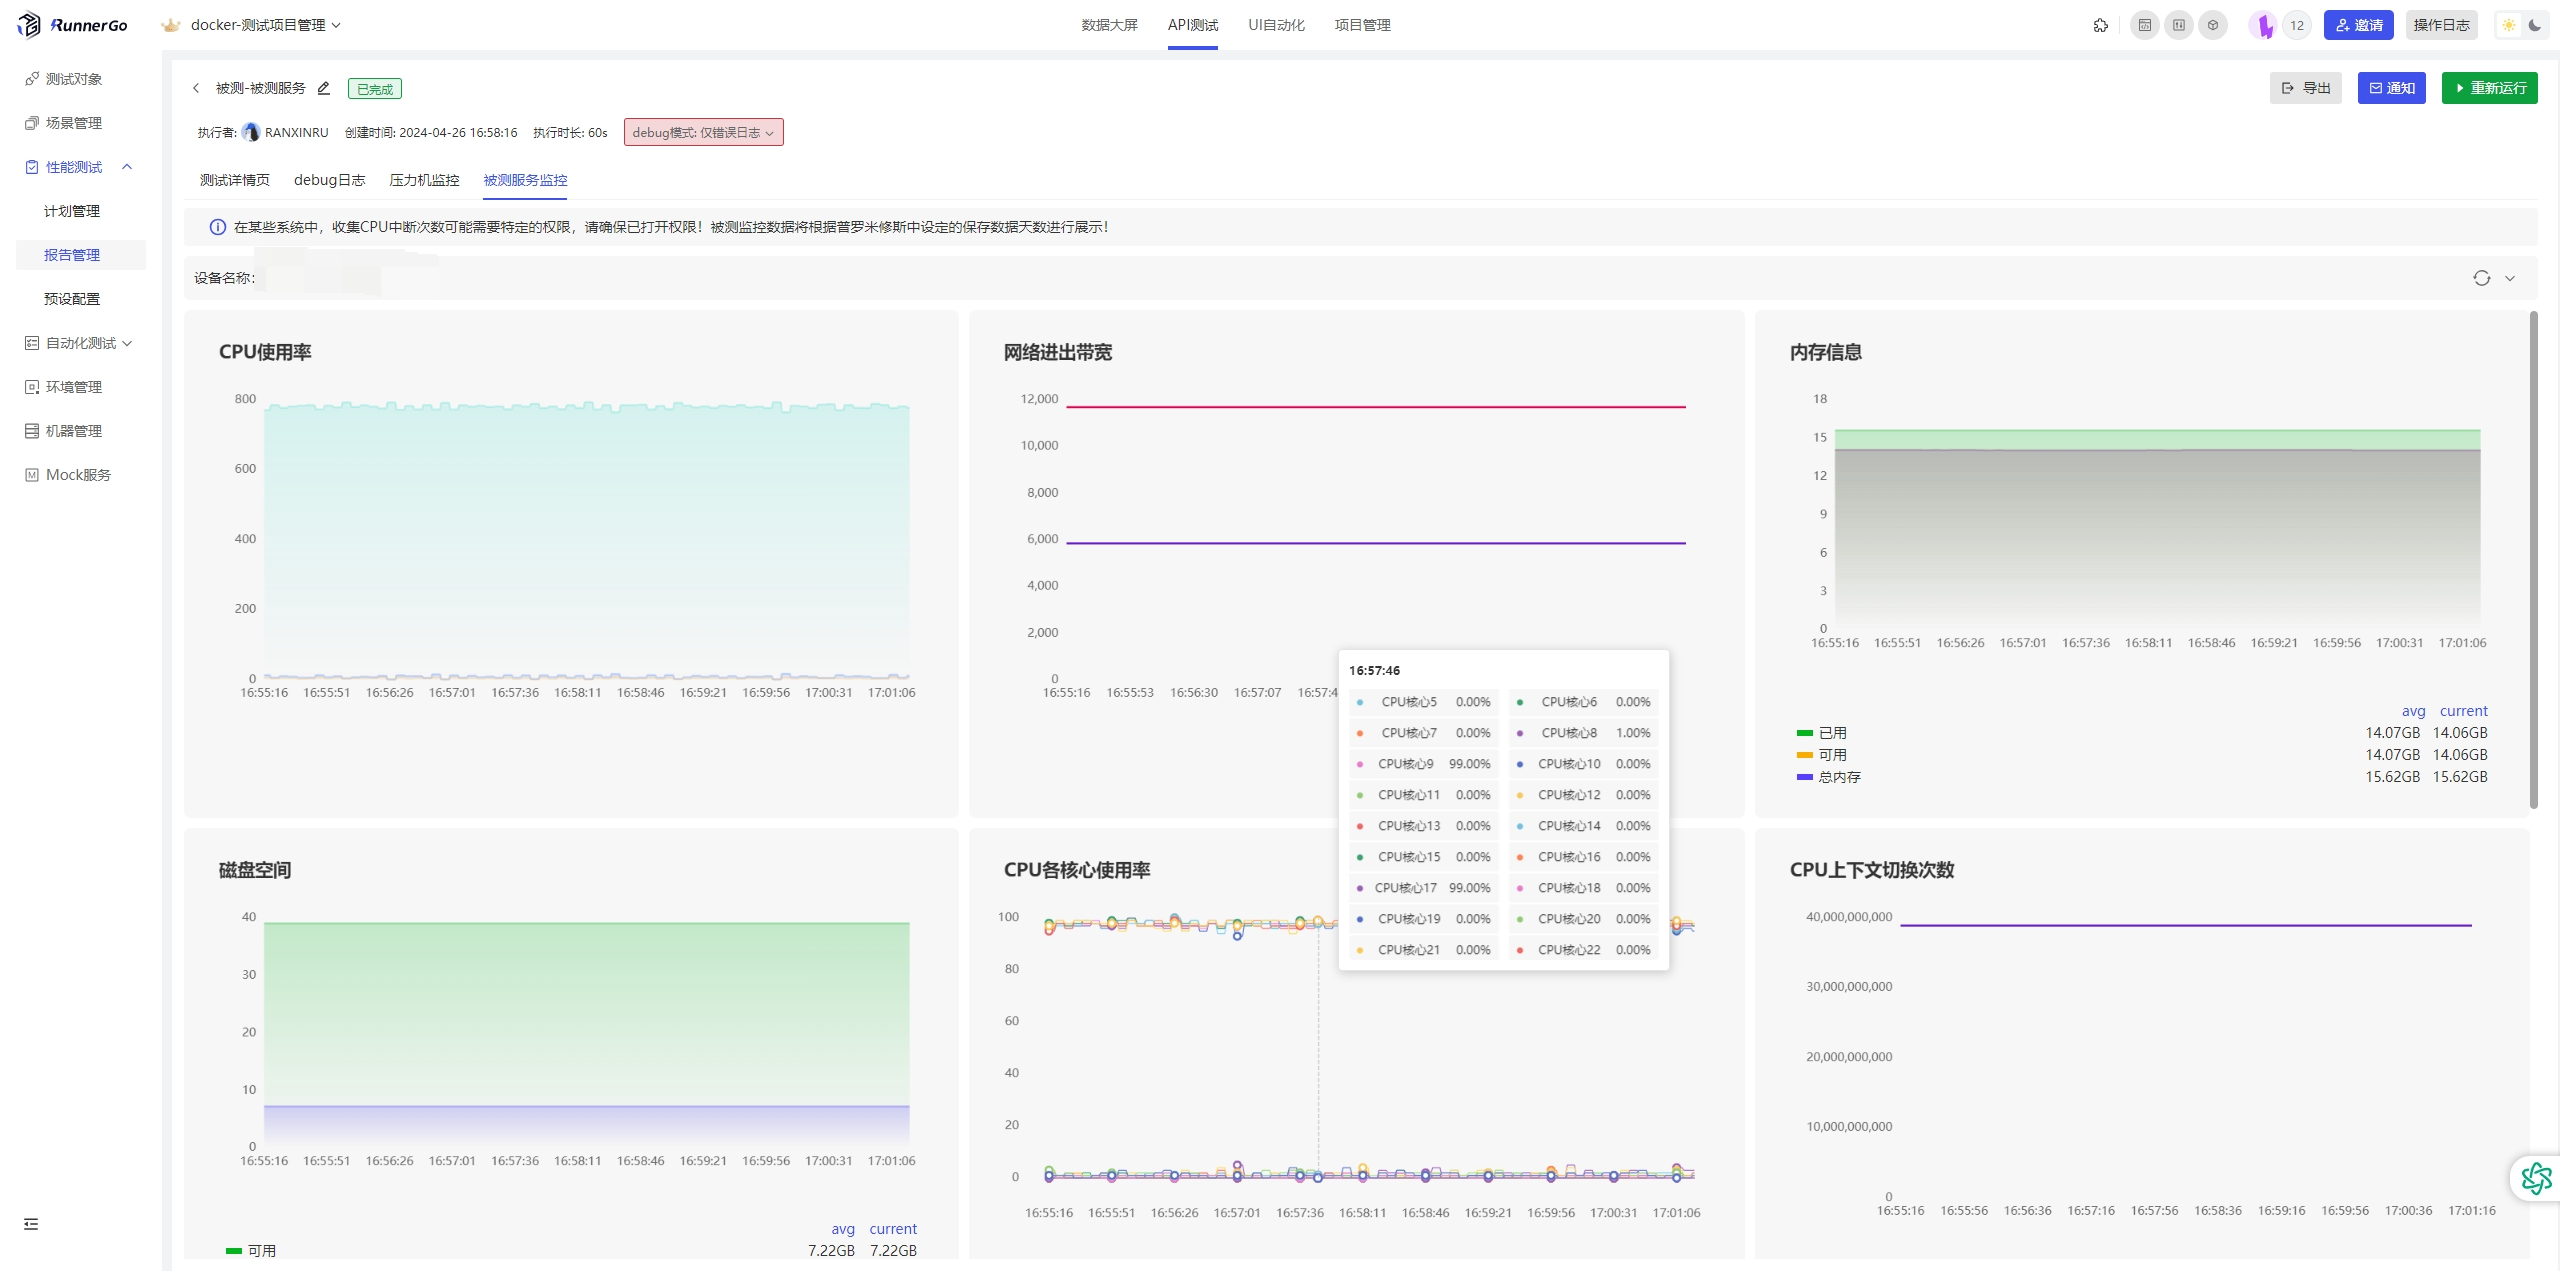 RunnerGo
docker-测试项目管理
数据大屏
API测试
UI自动化
项目管理
12
邀请
操作日志
测试对象
场景管理
性能测试
计划管理
报告管理
预设配置
自动化测试
环境管理
机器管理
Mock服务
被测-被测服务
已完成
导出
通知
重新运行
执行者:
RANXINRU
创建时间: 2024-04-26 16:58:16
执行时长: 60s
debug模式: 仅错误日志
测试详情页
debug日志
压力机监控
被测服务监控
在某些系统中，收集CPU中断次数可能需要特定的权限，请确保已打开权限！被测监控数据将根据普罗米修斯中设定的保存数据天数进行展示！
设备名称:
CPU使用率
800
600
400
200
0
16:55:16 16:55:51 16:56:26 16:57:01 16:57:36 16:58:11 16:58:46 16:59:21 16:59:56 17:00:31 17:01:06
网络进出带宽
12,000
10,000
8,000
6,000
4,000
2,000
0
16:55:16 16:55:53 16:56:30 16:57:07 16:57:4
内存信息
18
15
12
9
6
3
0
16:55:16 16:55:51 16:56:26 16:57:01 16:57:36 16:58:11 16:58:46 16:59:21 16:59:56 17:00:31 17:01:06
avg current
已用 14.07GB 14.06GB
可用 14.07GB 14.06GB
总内存 15.62GB 15.62GB
16:57:46
CPU核心5 0.00% CPU核心6 0.00%
CPU核心7 0.00% CPU核心8 1.00%
CPU核心9 99.00% CPU核心10 0.00%
CPU核心11 0.00% CPU核心12 0.00%
CPU核心13 0.00% CPU核心14 0.00%
CPU核心15 0.00% CPU核心16 0.00%
CPU核心17 99.00% CPU核心18 0.00%
CPU核心19 0.00% CPU核心20 0.00%
CPU核心21 0.00% CPU核心22 0.00%
磁盘空间
40
30
20
10
0
16:55:16 16:55:51 16:56:26 16:57:01 16:57:36 16:58:11 16:58:46 16:59:21 16:59:56 17:00:31 17:01:06
avg current
可用 7.22GB 7.22GB
CPU各核心使用率
100
80
60
40
20
0
16:55:16 16:55:51 16:56:26 16:57:01 16:57:36 16:58:11 16:58:46 16:59:21 16:59:56 17:00:31 17:01:06
CPU上下文切换次数
40,000,000,000
30,000,000,000
20,000,000,000
10,000,000,000
0
16:55:16 16:55:56 16:56:36 16:57:16 16:57:56 16:58:36 16:59:16 16:59:56 17:00:36 17:01:16